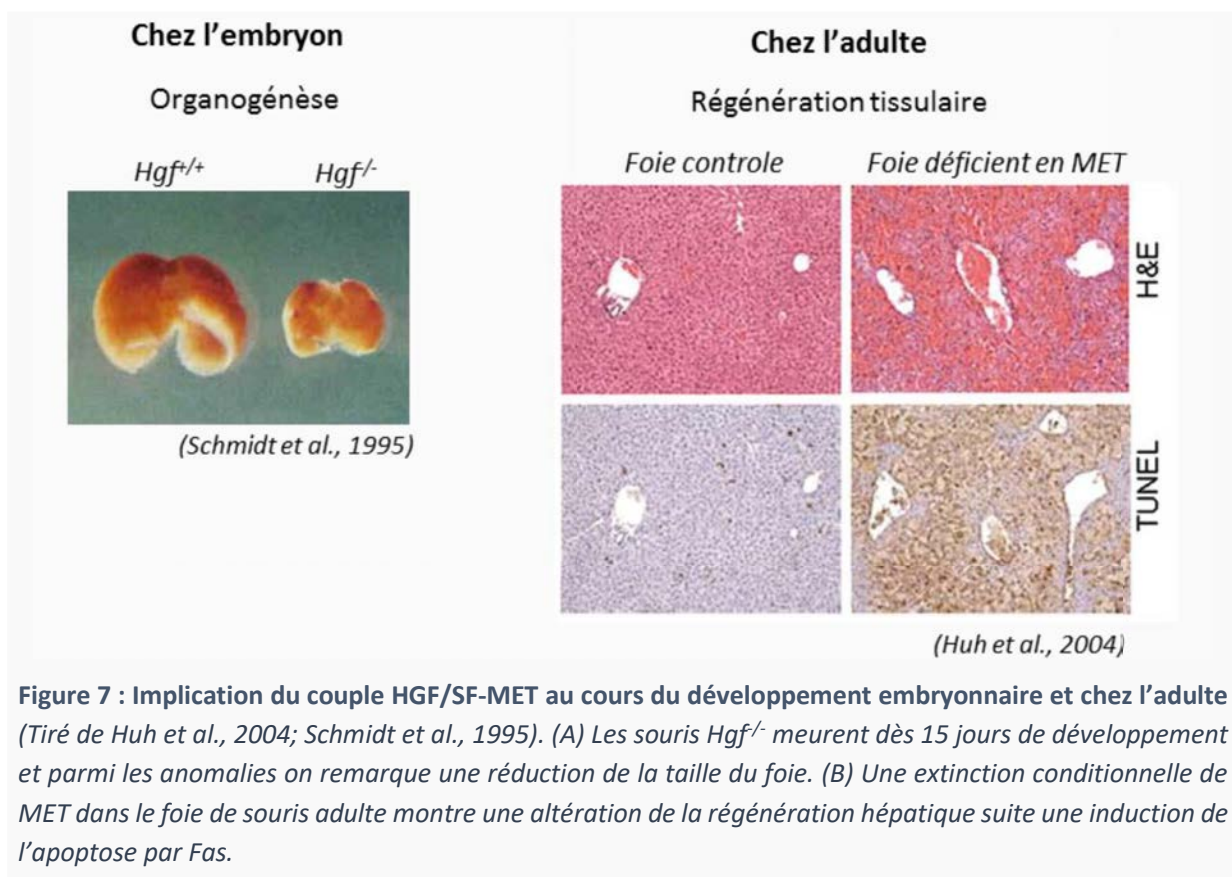 Chez l'embryon
Organogénèse
Hgf+/+
Hgf-/-
(Schmidt et al., 1995)
Chez l'adulte
Régénération tissulaire
Foie controle
Foie déficient en MET
H&E
TUNEL
(Huh et al., 2004)
Figure 7 : Implication du couple HGF/SF-MET au cours du développement embryonnaire et chez l'adulte
(Tiré de Huh et al., 2004; Schmidt et al., 1995). (A) Les souris Hgf-/- meurent dès 15 jours de développement
et parmi les anomalies on remarque une réduction de la taille du foie. (B) Une extinction conditionnelle de
MET dans le foie de souris adulte montre une altération de la régénération hépatique suite une induction de
l'apoptose par Fas.